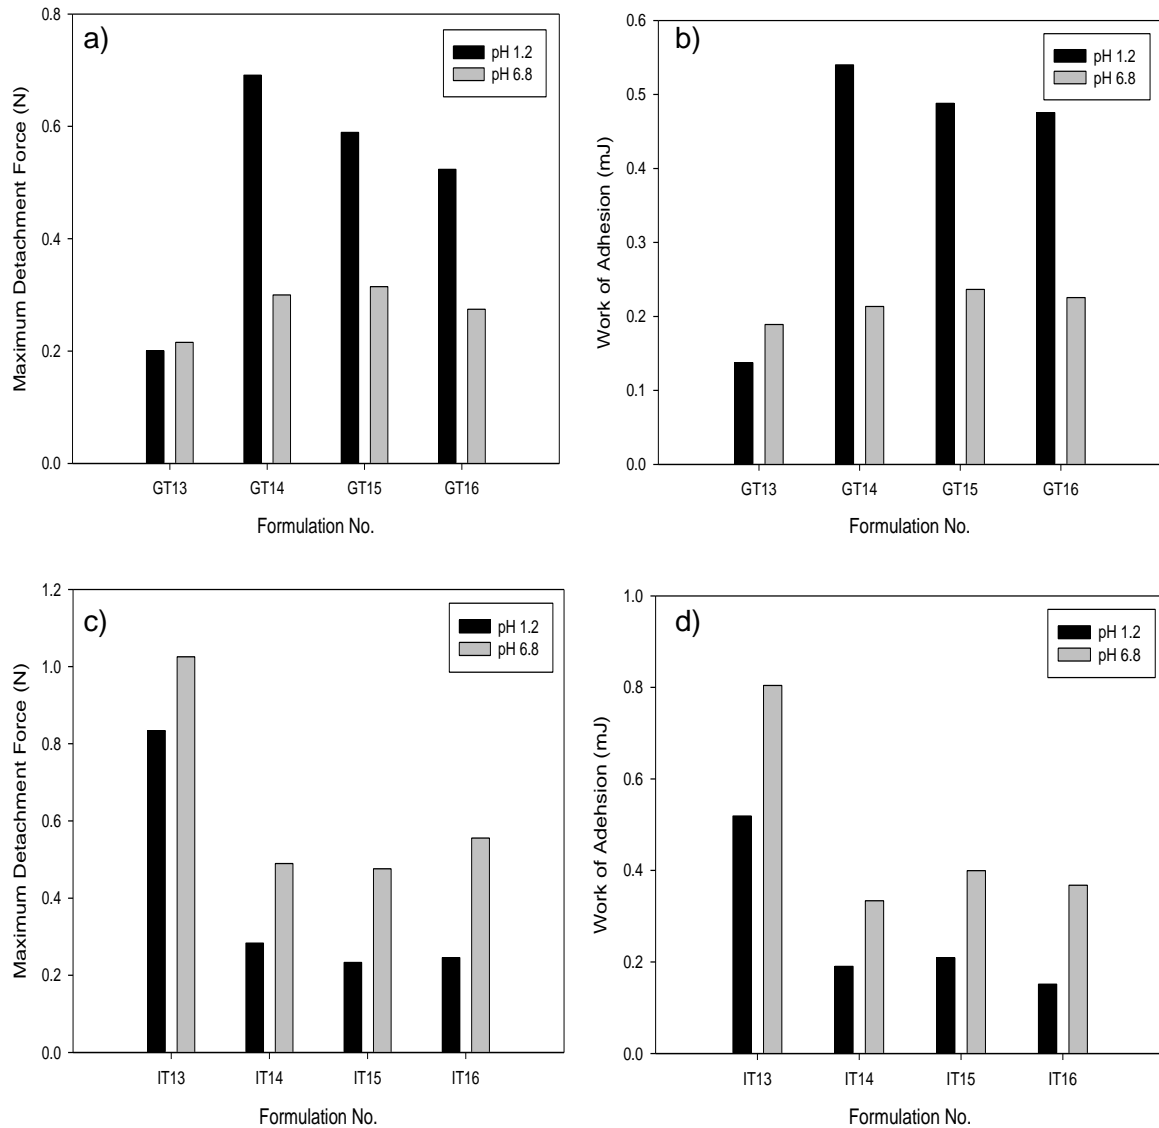 a)
pH 1.2
pH 6.8
Maximum Detachment Force (N)
0.8
0.6
0.4
0.2
0.0
GT13 GT14 GT15 GT16
Formulation No.
b)
pH 1.2
pH 6.8
Work of Adhesion (mJ)
0.6
0.5
0.4
0.3
0.2
0.1
0.0
GT13 GT14 GT15 GT16
Formulation No.
c)
pH 1.2
pH 6.8
Maximum Detachment Force (N)
1.2
1.0
0.8
0.6
0.4
0.2
0.0
IT13 IT14 IT15 IT16
Formulation No.
d)
pH 1.2
pH 6.8
Work of Adehsion (mJ)
1.0
0.8
0.6
0.4
0.2
0.0
IT13 IT14 IT15 IT16
Formulation No.